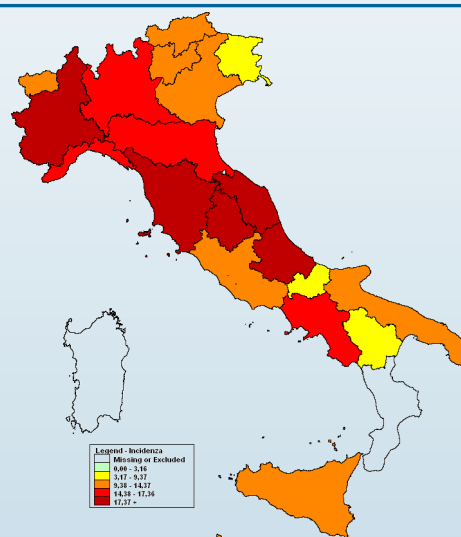 Legend - Incidenza
Missing or Excluded
0,00 - 3,16
3,17 - 9,37
9,38 - 14,37
14,38 - 17,36
17,37 +